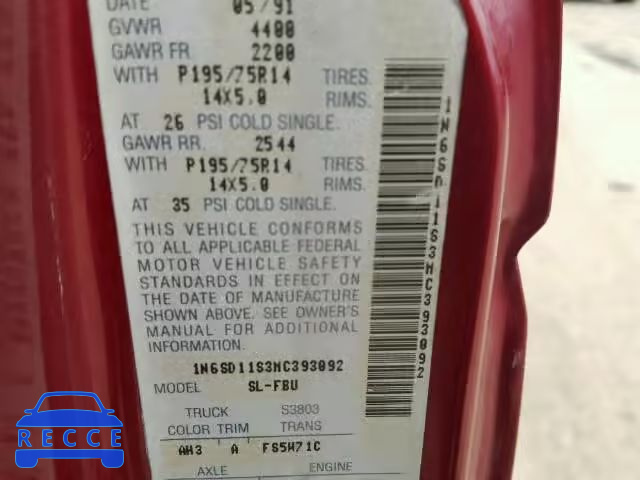 DATE 05/91
GVWR 4400
GAWR FR 2200
WITH P195/75R14 TIRES.
14X5.0 RIMS.
AT 26 PSI COLD SINGLE.
GAWR RR. 2544
WITH P195/75R14 TIRES.
14X5.0 RIMS.
AT 35 PSI COLD SINGLE.
THIS VEHICLE CONFORMS
TO ALL APPLICABLE FEDERAL
MOTOR VEHICLE SAFETY
STANDARDS IN EFFECT ON
THE DATE OF MANUFACTURE
SHOWN ABOVE. SEE OWNER'S
MANUAL FOR ADDITIONAL
INFORMATION.
1N6SD11S3MC393092
MODEL SL-FBU
TRUCK S3803
COLOR TRIM TRANS
AH3 A FS5W71C
AXLE ENGINE
1N6SD11S3MC393092
RECCE